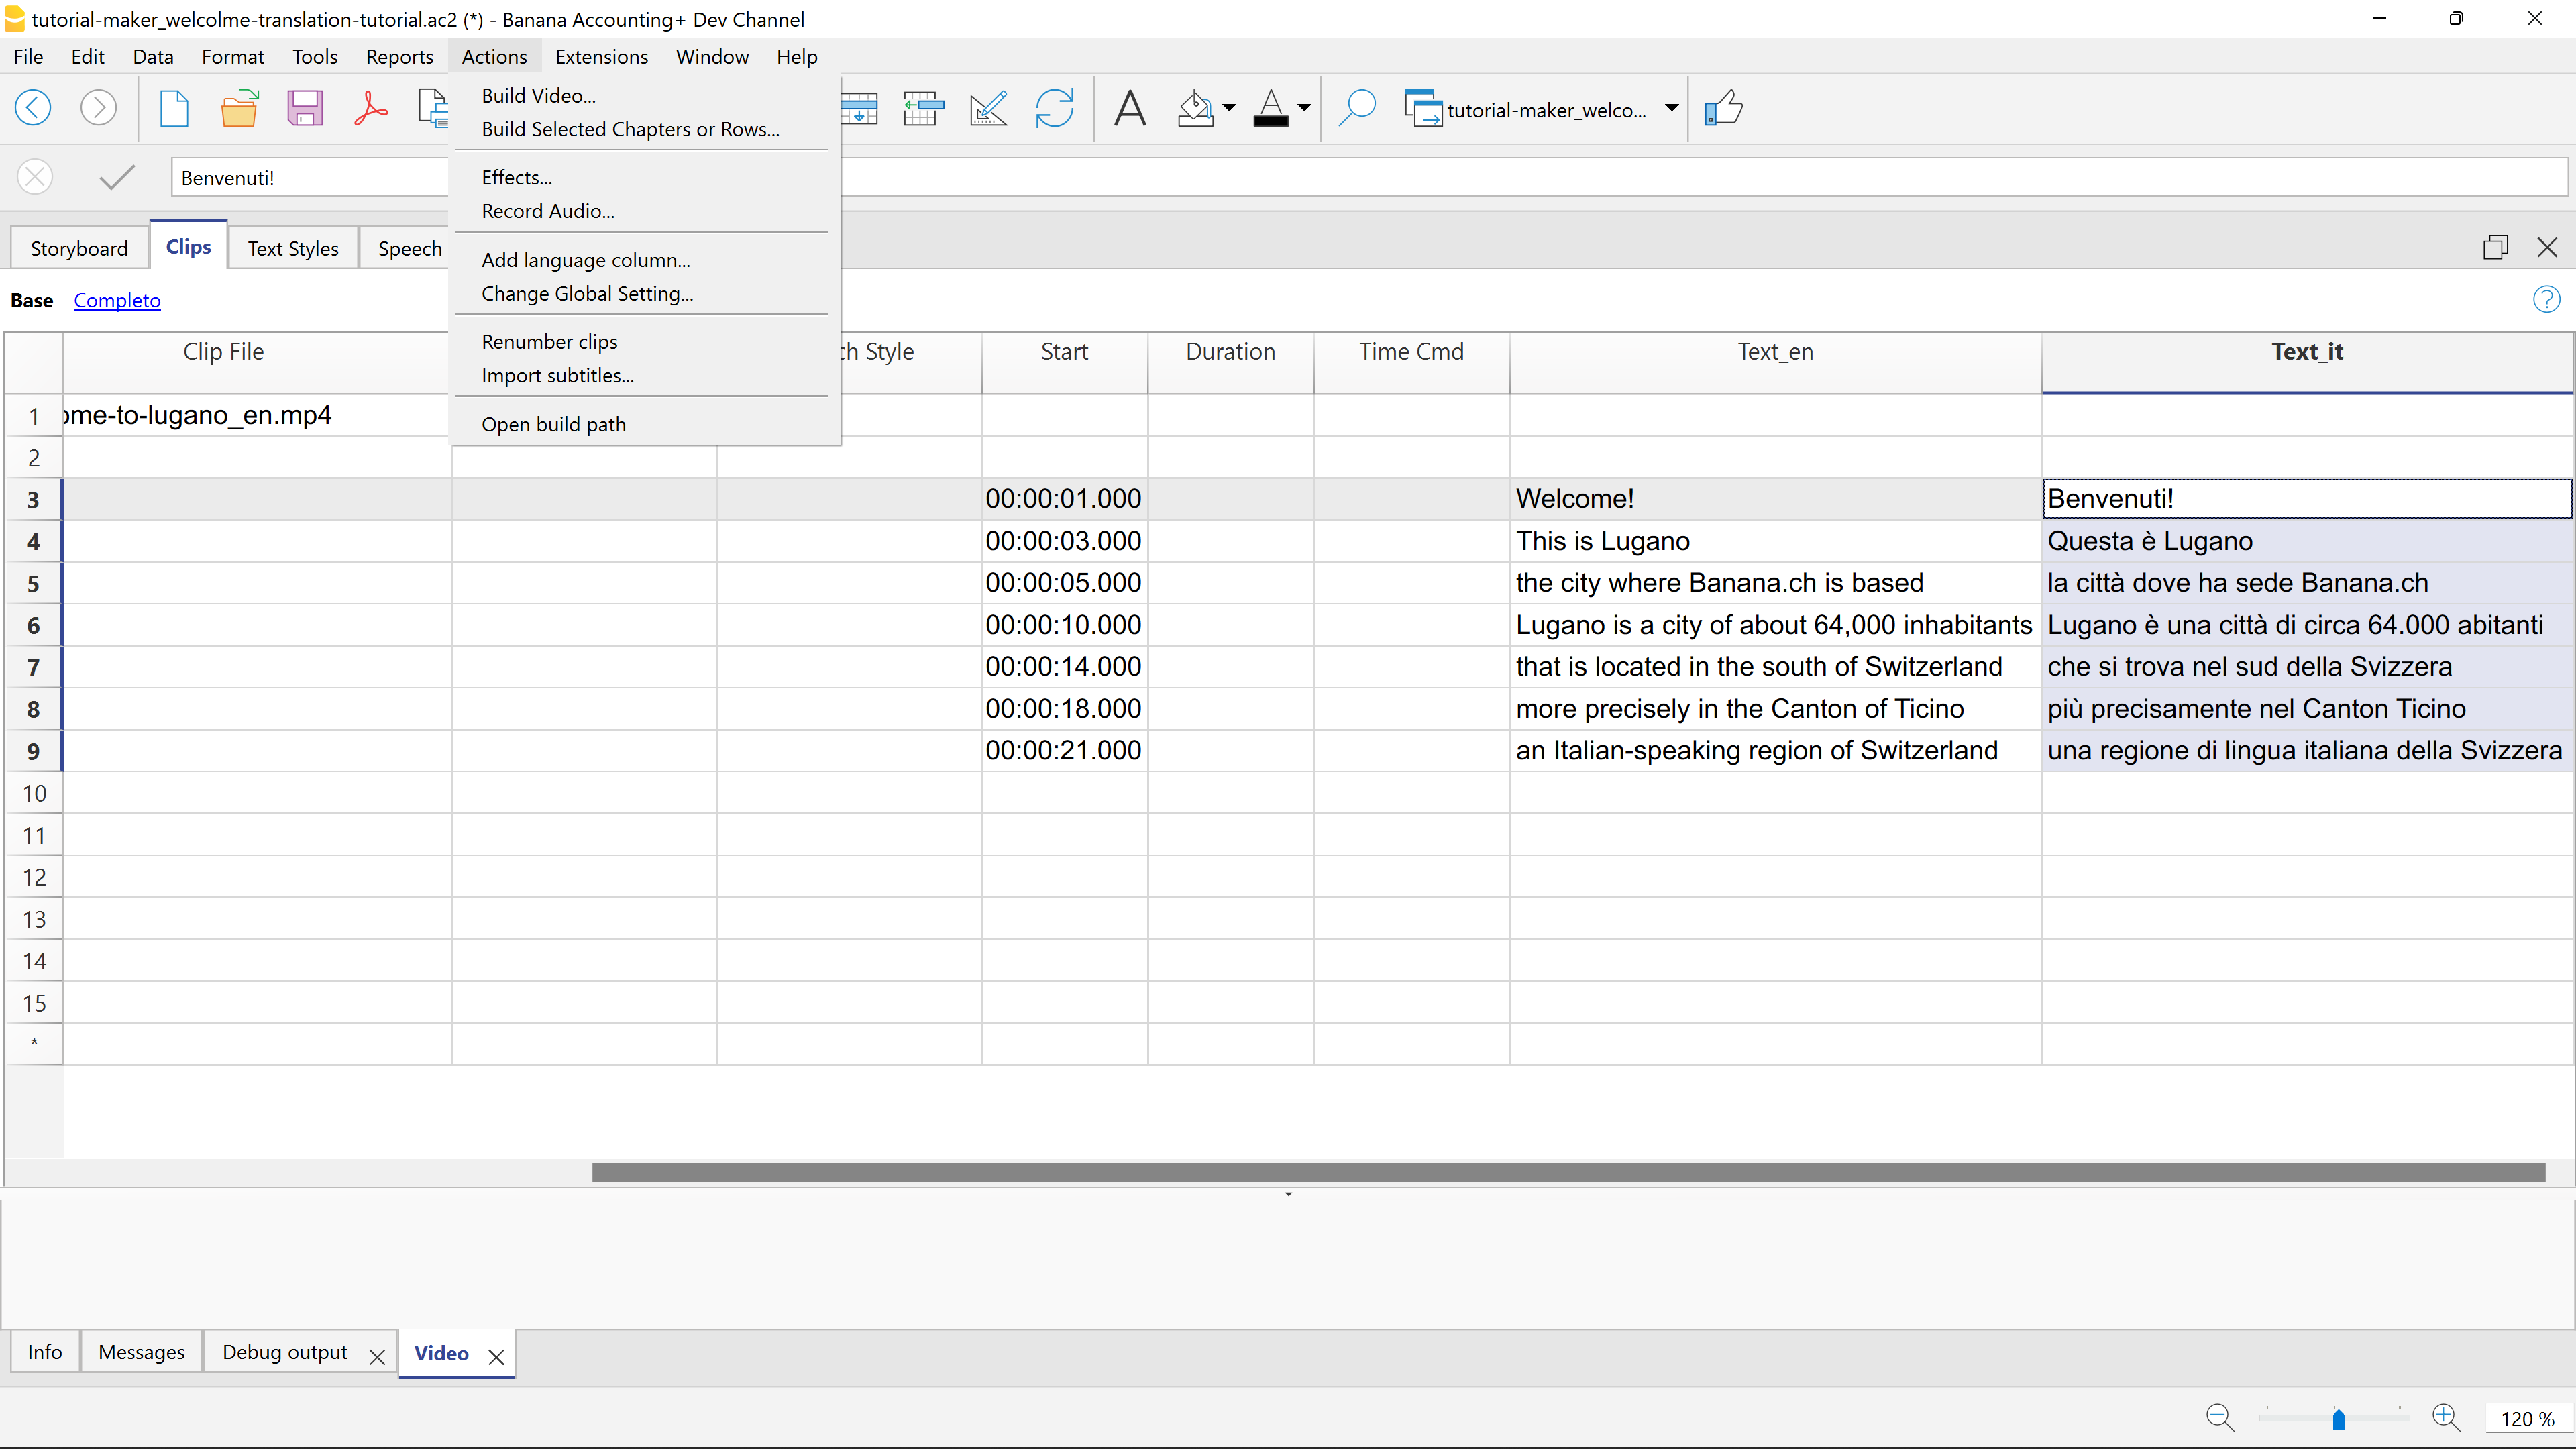 tutorial-maker_welcolme-translation-tutorial.ac2 (*) - Banana Accounting+ Dev Channel
File Edit Data Format Tools Reports Actions Extensions Window Help
Build Video...
Build Selected Chapters or Rows...
Effects...
Record Audio...
Add language column...
Change Global Setting...
Renumber clips
Import subtitles...
Open build path
tutorial-maker_welco...
Benvenuti!
Storyboard Clips Text Styles Speech
Base Completo
Clip File ch Style Start Duration Time Cmd Text_en Text_it
1 ome-to-lugano_en.mp4
2
3 00:00:01.000 Welcome! Benvenuti!
4 00:00:03.000 This is Lugano Questa è Lugano
5 00:00:05.000 the city where Banana.ch is based la città dove ha sede Banana.ch
6 00:00:10.000 Lugano is a city of about 64,000 inhabitants Lugano è una città di circa 64.000 abitanti
7 00:00:14.000 that is located in the south of Switzerland che si trova nel sud della Svizzera
8 00:00:18.000 more precisely in the Canton of Ticino più precisamente nel Canton Ticino
9 00:00:21.000 an Italian-speaking region of Switzerland una regione di lingua italiana della Svizzera
10
11
12
13
14
15
*
Info Messages Debug output Video
120 %